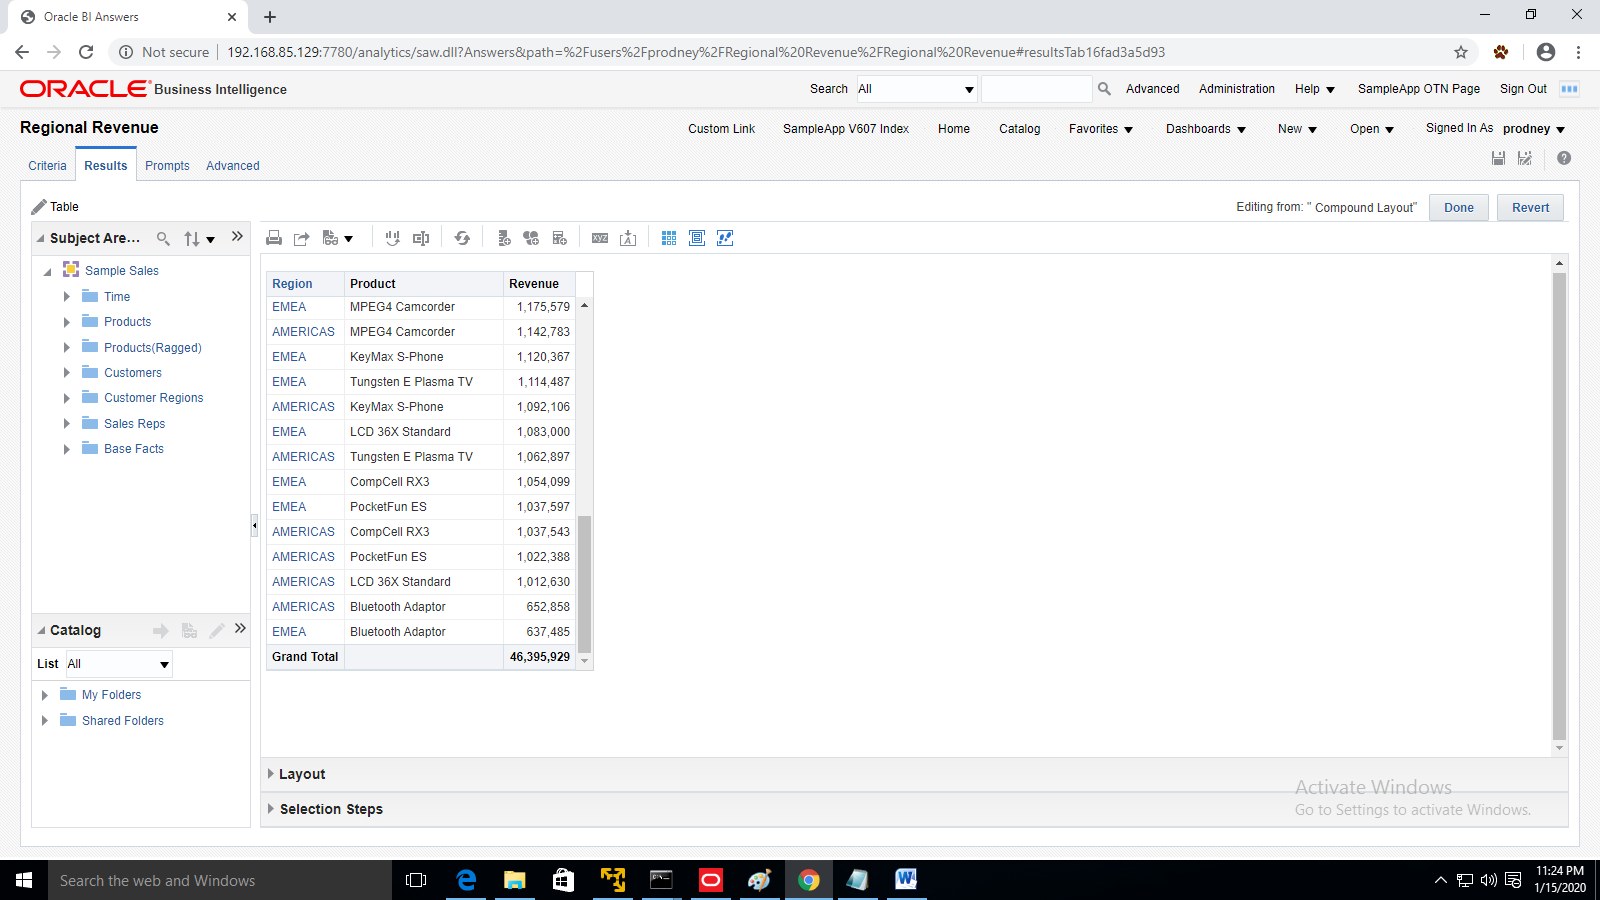 Oracle BI Answers
Not secure 192.168.85.129:7780/analytics/saw.dll?Answers&path=%2Fusers%2Fprodney%2FRegional%20Revenue%2FRegional%20Revenue#resultsTab16fad3a5d93
ORACLE Business Intelligence
Search All Advanced Administration Help SampleApp OTN Page Sign Out
Regional Revenue
Custom Link SampleApp V607 Index Home Catalog Favorites Dashboards New Open Signed In As prodney
Criteria Results Prompts Advanced
Table
Editing from: " Compound Layout" Done Revert
Subject Are...
Sample Sales
Time
Products
Products(Ragged)
Customers
Customer Regions
Sales Reps
Base Facts
Catalog
List All
My Folders
Shared Folders
xyz
Region Product Revenue
EMEA MPEG4 Camcorder 1,175,579
AMERICAS MPEG4 Camcorder 1,142,783
EMEA KeyMax S-Phone 1,120,367
EMEA Tungsten E Plasma TV 1,114,487
AMERICAS KeyMax S-Phone 1,092,106
EMEA LCD 36X Standard 1,083,000
AMERICAS Tungsten E Plasma TV 1,062,897
EMEA CompCell RX3 1,054,099
EMEA PocketFun ES 1,037,597
AMERICAS CompCell RX3 1,037,543
AMERICAS PocketFun ES 1,022,388
AMERICAS LCD 36X Standard 1,012,630
AMERICAS Bluetooth Adaptor 652,858
EMEA Bluetooth Adaptor 637,485
Grand Total 46,395,929
Layout
Selection Steps
Activate Windows
Go to Settings to activate Windows.
Search the web and Windows
11:24 PM
1/15/2020